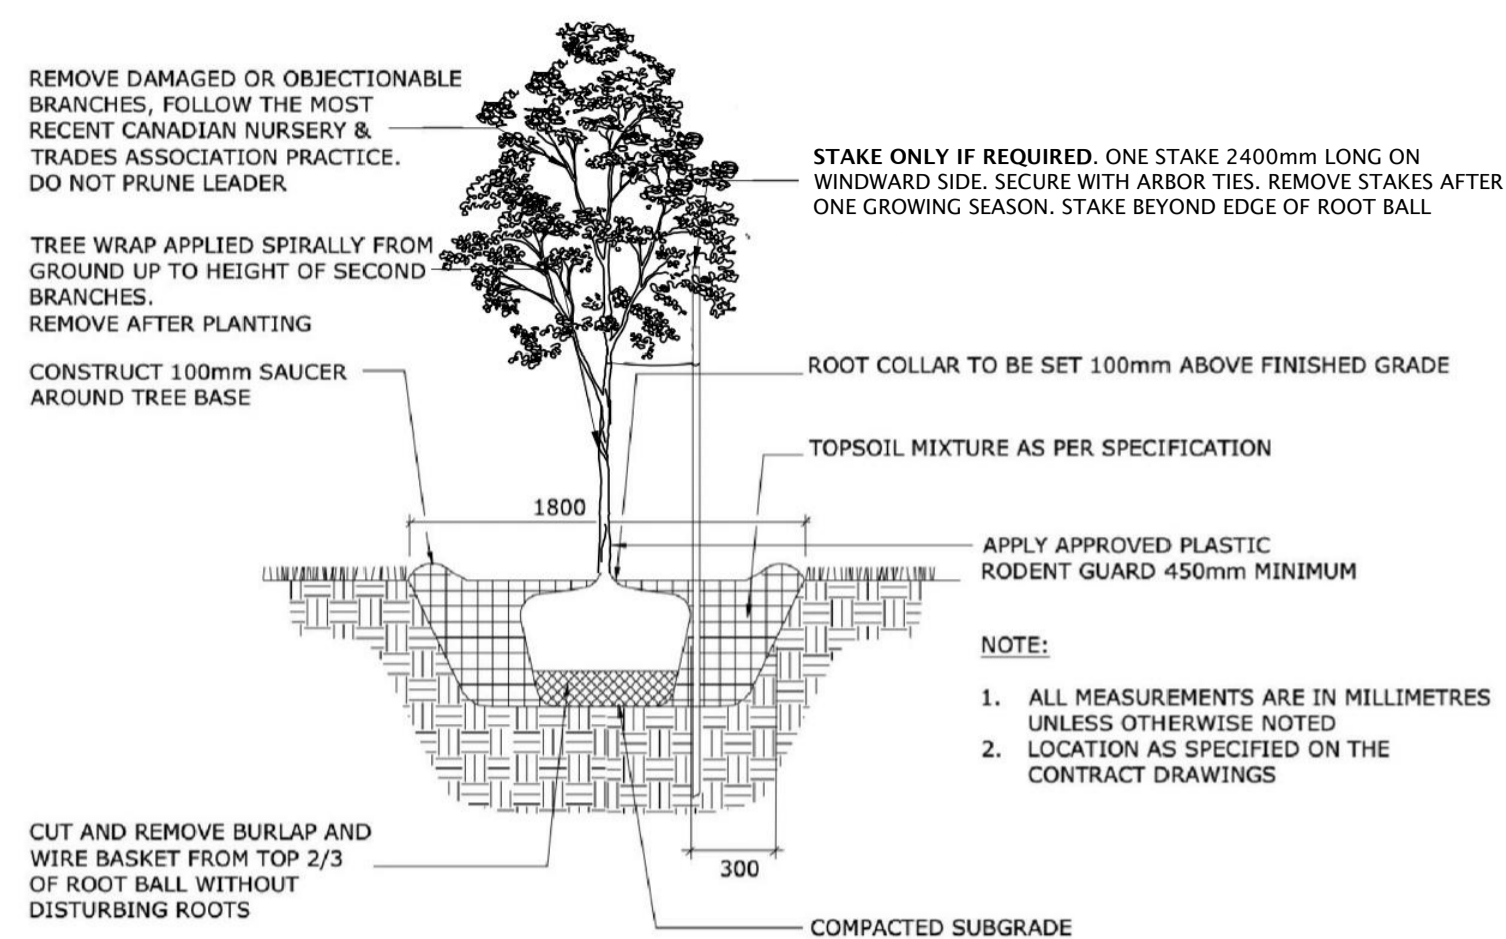 REMOVE DAMAGED OR OBJECTIONABLE
BRANCHES, FOLLOW THE MOST
RECENT CANADIAN NURSERY &
TRADES ASSOCIATION PRACTICE.
DO NOT PRUNE LEADER
TREE WRAP APPLIED SPIRALLY FROM
GROUND UP TO HEIGHT OF SECOND
BRANCHES.
REMOVE AFTER PLANTING
CONSTRUCT 100mm SAUCER
AROUND TREE BASE
STAKE ONLY IF REQUIRED. ONE STAKE 2400mm LONG ON
WINDWARD SIDE. SECURE WITH ARBOR TIES. REMOVE STAKES AFTER
ONE GROWING SEASON. STAKE BEYOND EDGE OF ROOT BALL
ROOT COLLAR TO BE SET 100mm ABOVE FINISHED GRADE
TOPSOIL MIXTURE AS PER SPECIFICATION
1800
APPLY APPROVED PLASTIC
RODENT GUARD 450mm MINIMUM
NOTE:
1. ALL MEASUREMENTS ARE IN MILLIMETRES
UNLESS OTHERWISE NOTED
2. LOCATION AS SPECIFIED ON THE
CONTRACT DRAWINGS
CUT AND REMOVE BURLAP AND
WIRE BASKET FROM TOP 2/3
OF ROOT BALL WITHOUT
DISTURBING ROOTS
300
COMPACTED SUBGRADE